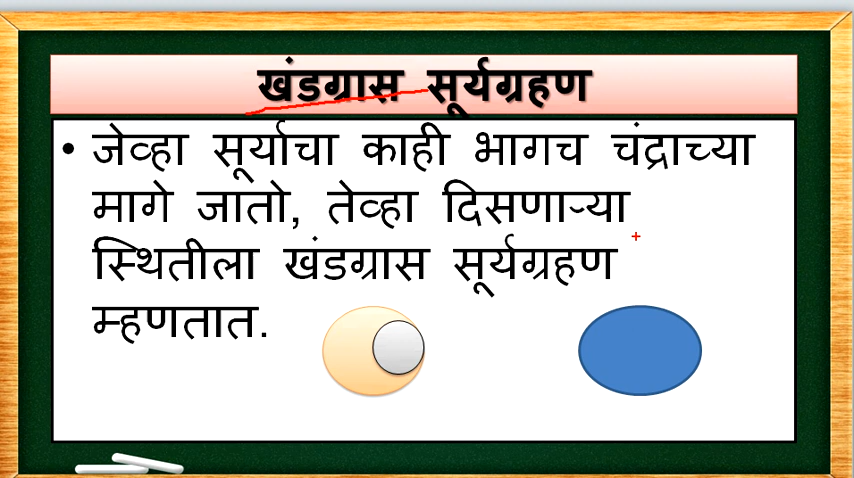 खंडग्रास सूर्यग्रहण
• जेव्हा सूर्याचा काही भागच चंद्राच्या
मागे जातो, तेव्हा दिसणाऱ्या
स्थितीला खंडग्रास सूर्यग्रहण
म्हणतात.